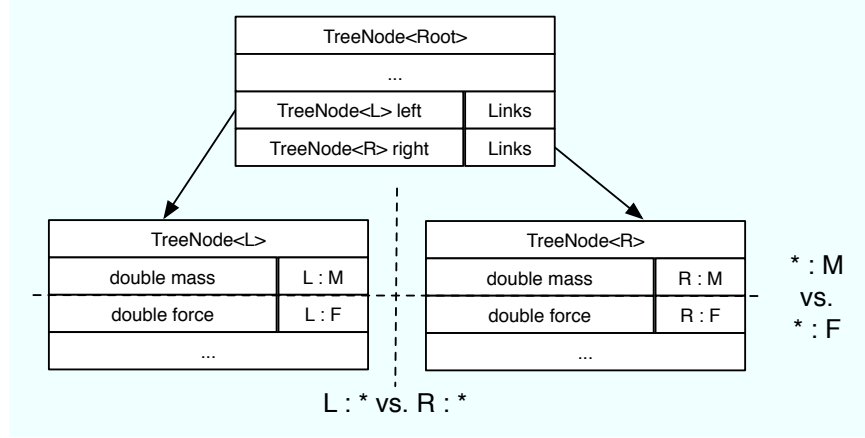 TreeNode<Root>
...
TreeNode<L> left Links
TreeNode<R> right Links
TreeNode<L>
double mass L : M
double force L : F
...
TreeNode<R>
double mass R : M
double force R : F
...
* : M
vs.
* : F
L : * vs. R : *